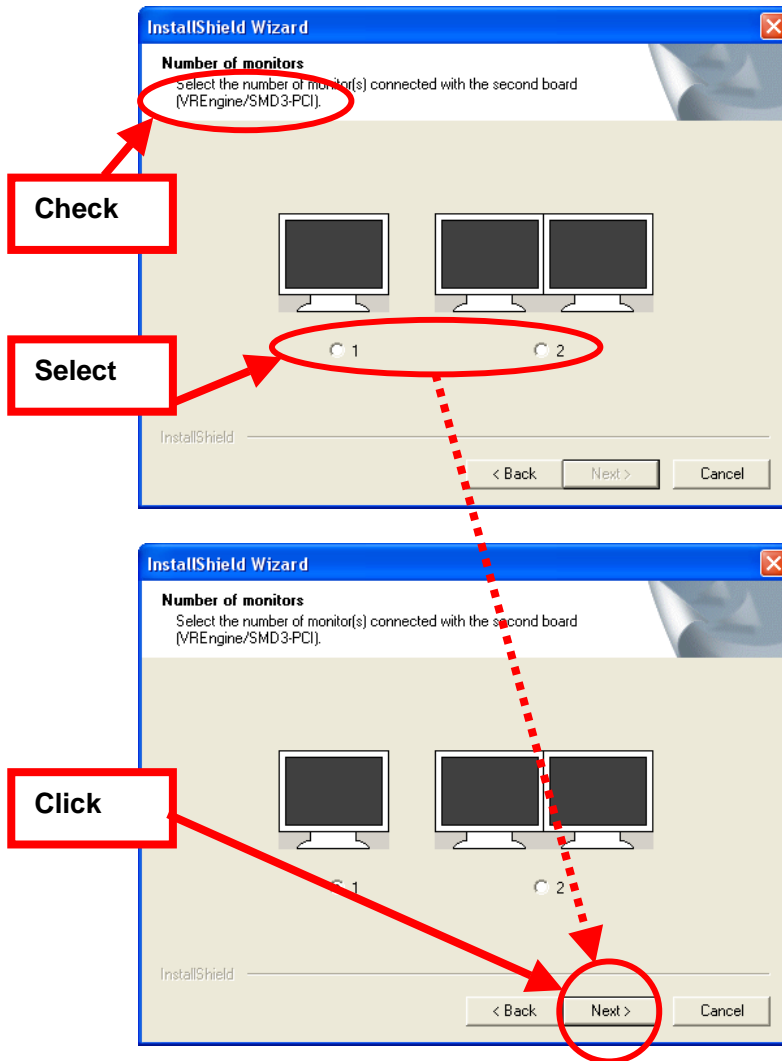 InstallShield Wizard
Number of monitors
Select the number of monitor(s) connected with the second board
(VREngine/SMD3-PCI).
Check
1 2
Select
InstallShield
< Back Next > Cancel
InstallShield Wizard
Number of monitors
Select the number of monitor(s) connected with the second board
(VREngine/SMD3-PCI).
Click
1 2
InstallShield
< Back Next > Cancel